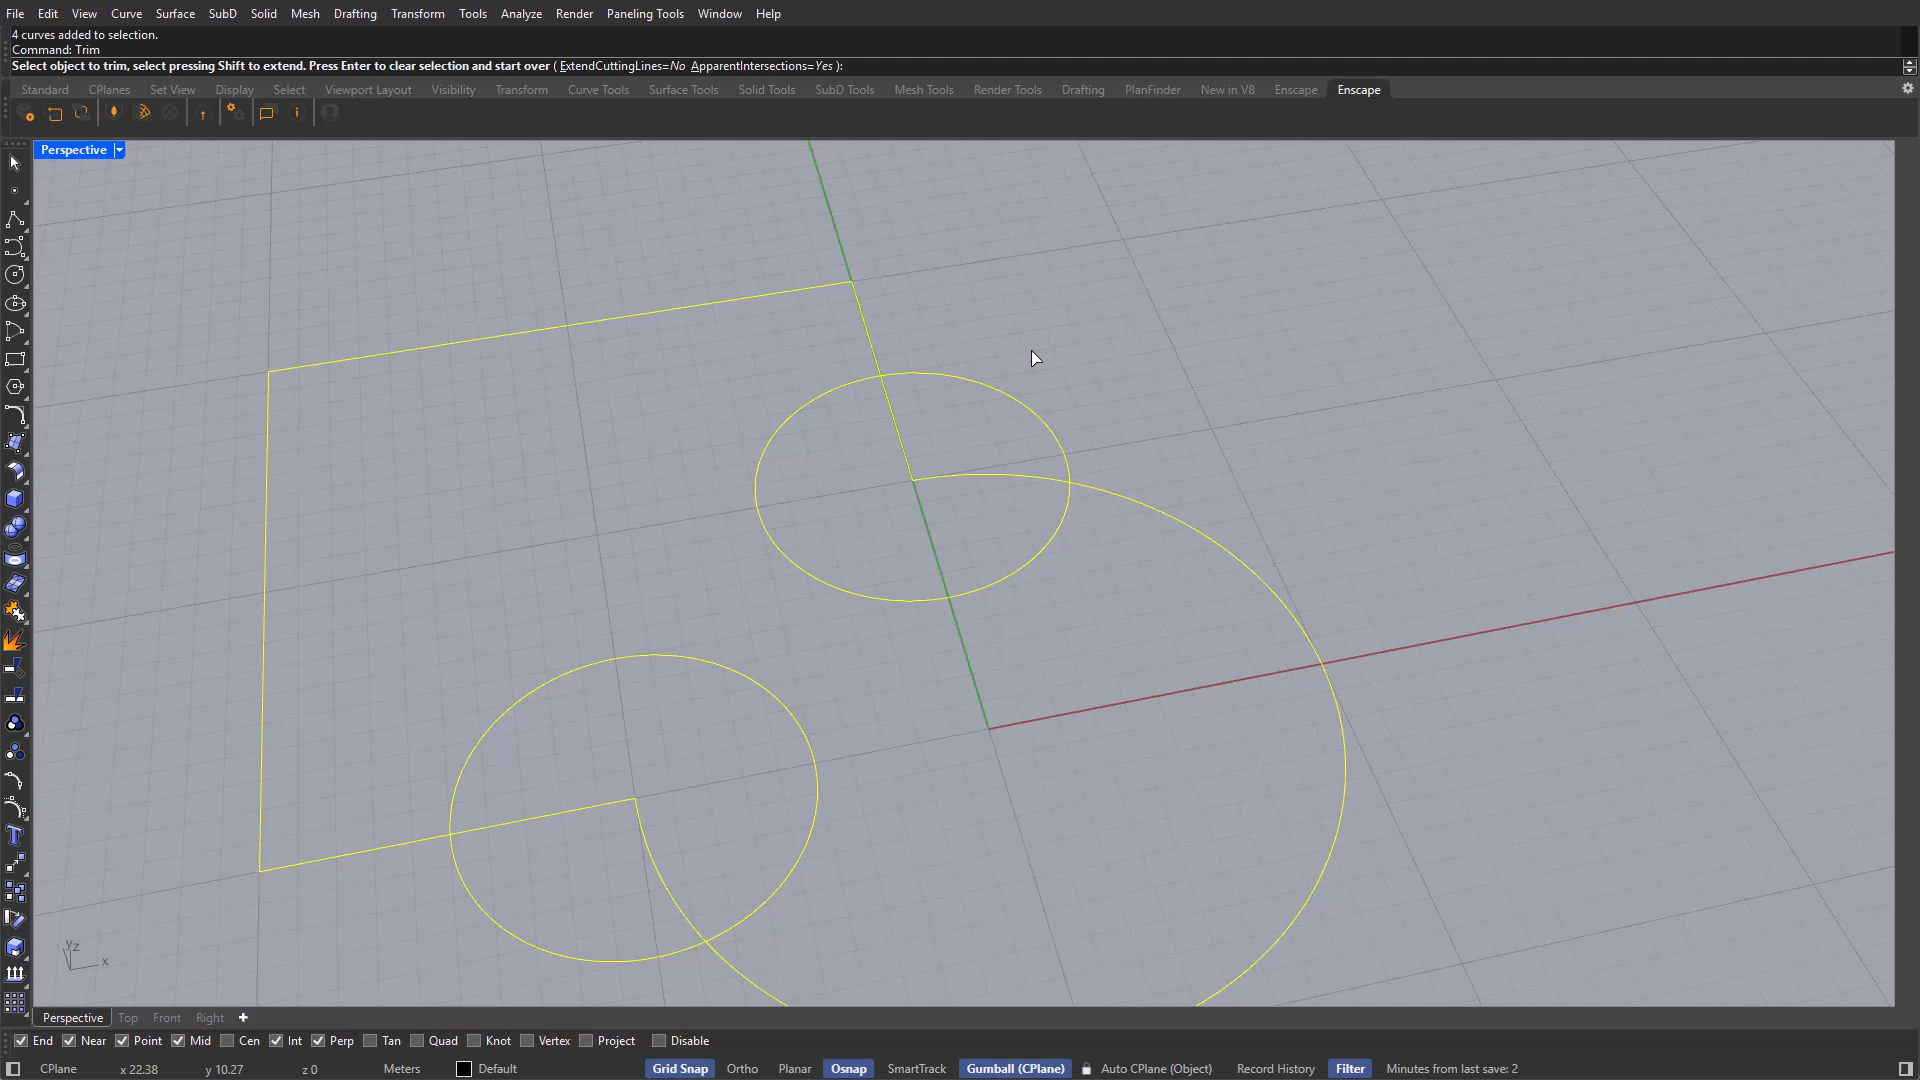 File Edit View Curve Surface SubD Solid Mesh Drafting Transform Tools Analyze Render Paneling Tools Window Help
4 curves added to selection.
Command: Trim
Select object to trim, select pressing Shift to extend. Press Enter to clear selection and start over ( ExtendCuttingLines=No ApparentIntersections=Yes ):
Standard CPlanes Set View Display Select Viewport Layout Visibility Transform Curve Tools Surface Tools Solid Tools SubD Tools Mesh Tools Render Tools Drafting PlanFinder New in V8 Enscape Enscape
Perspective
yz
x
Perspective Top Front Right
End Near Point Mid Cen Int Perp Tan Quad Knot Vertex Project Disable
CPlane x 22.38 y 10.27 z 0 Meters Default Grid Snap Ortho Planar Osnap SmartTrack Gumball (CPlane) Auto CPlane (Object) Record History Filter Minutes from last save: 2